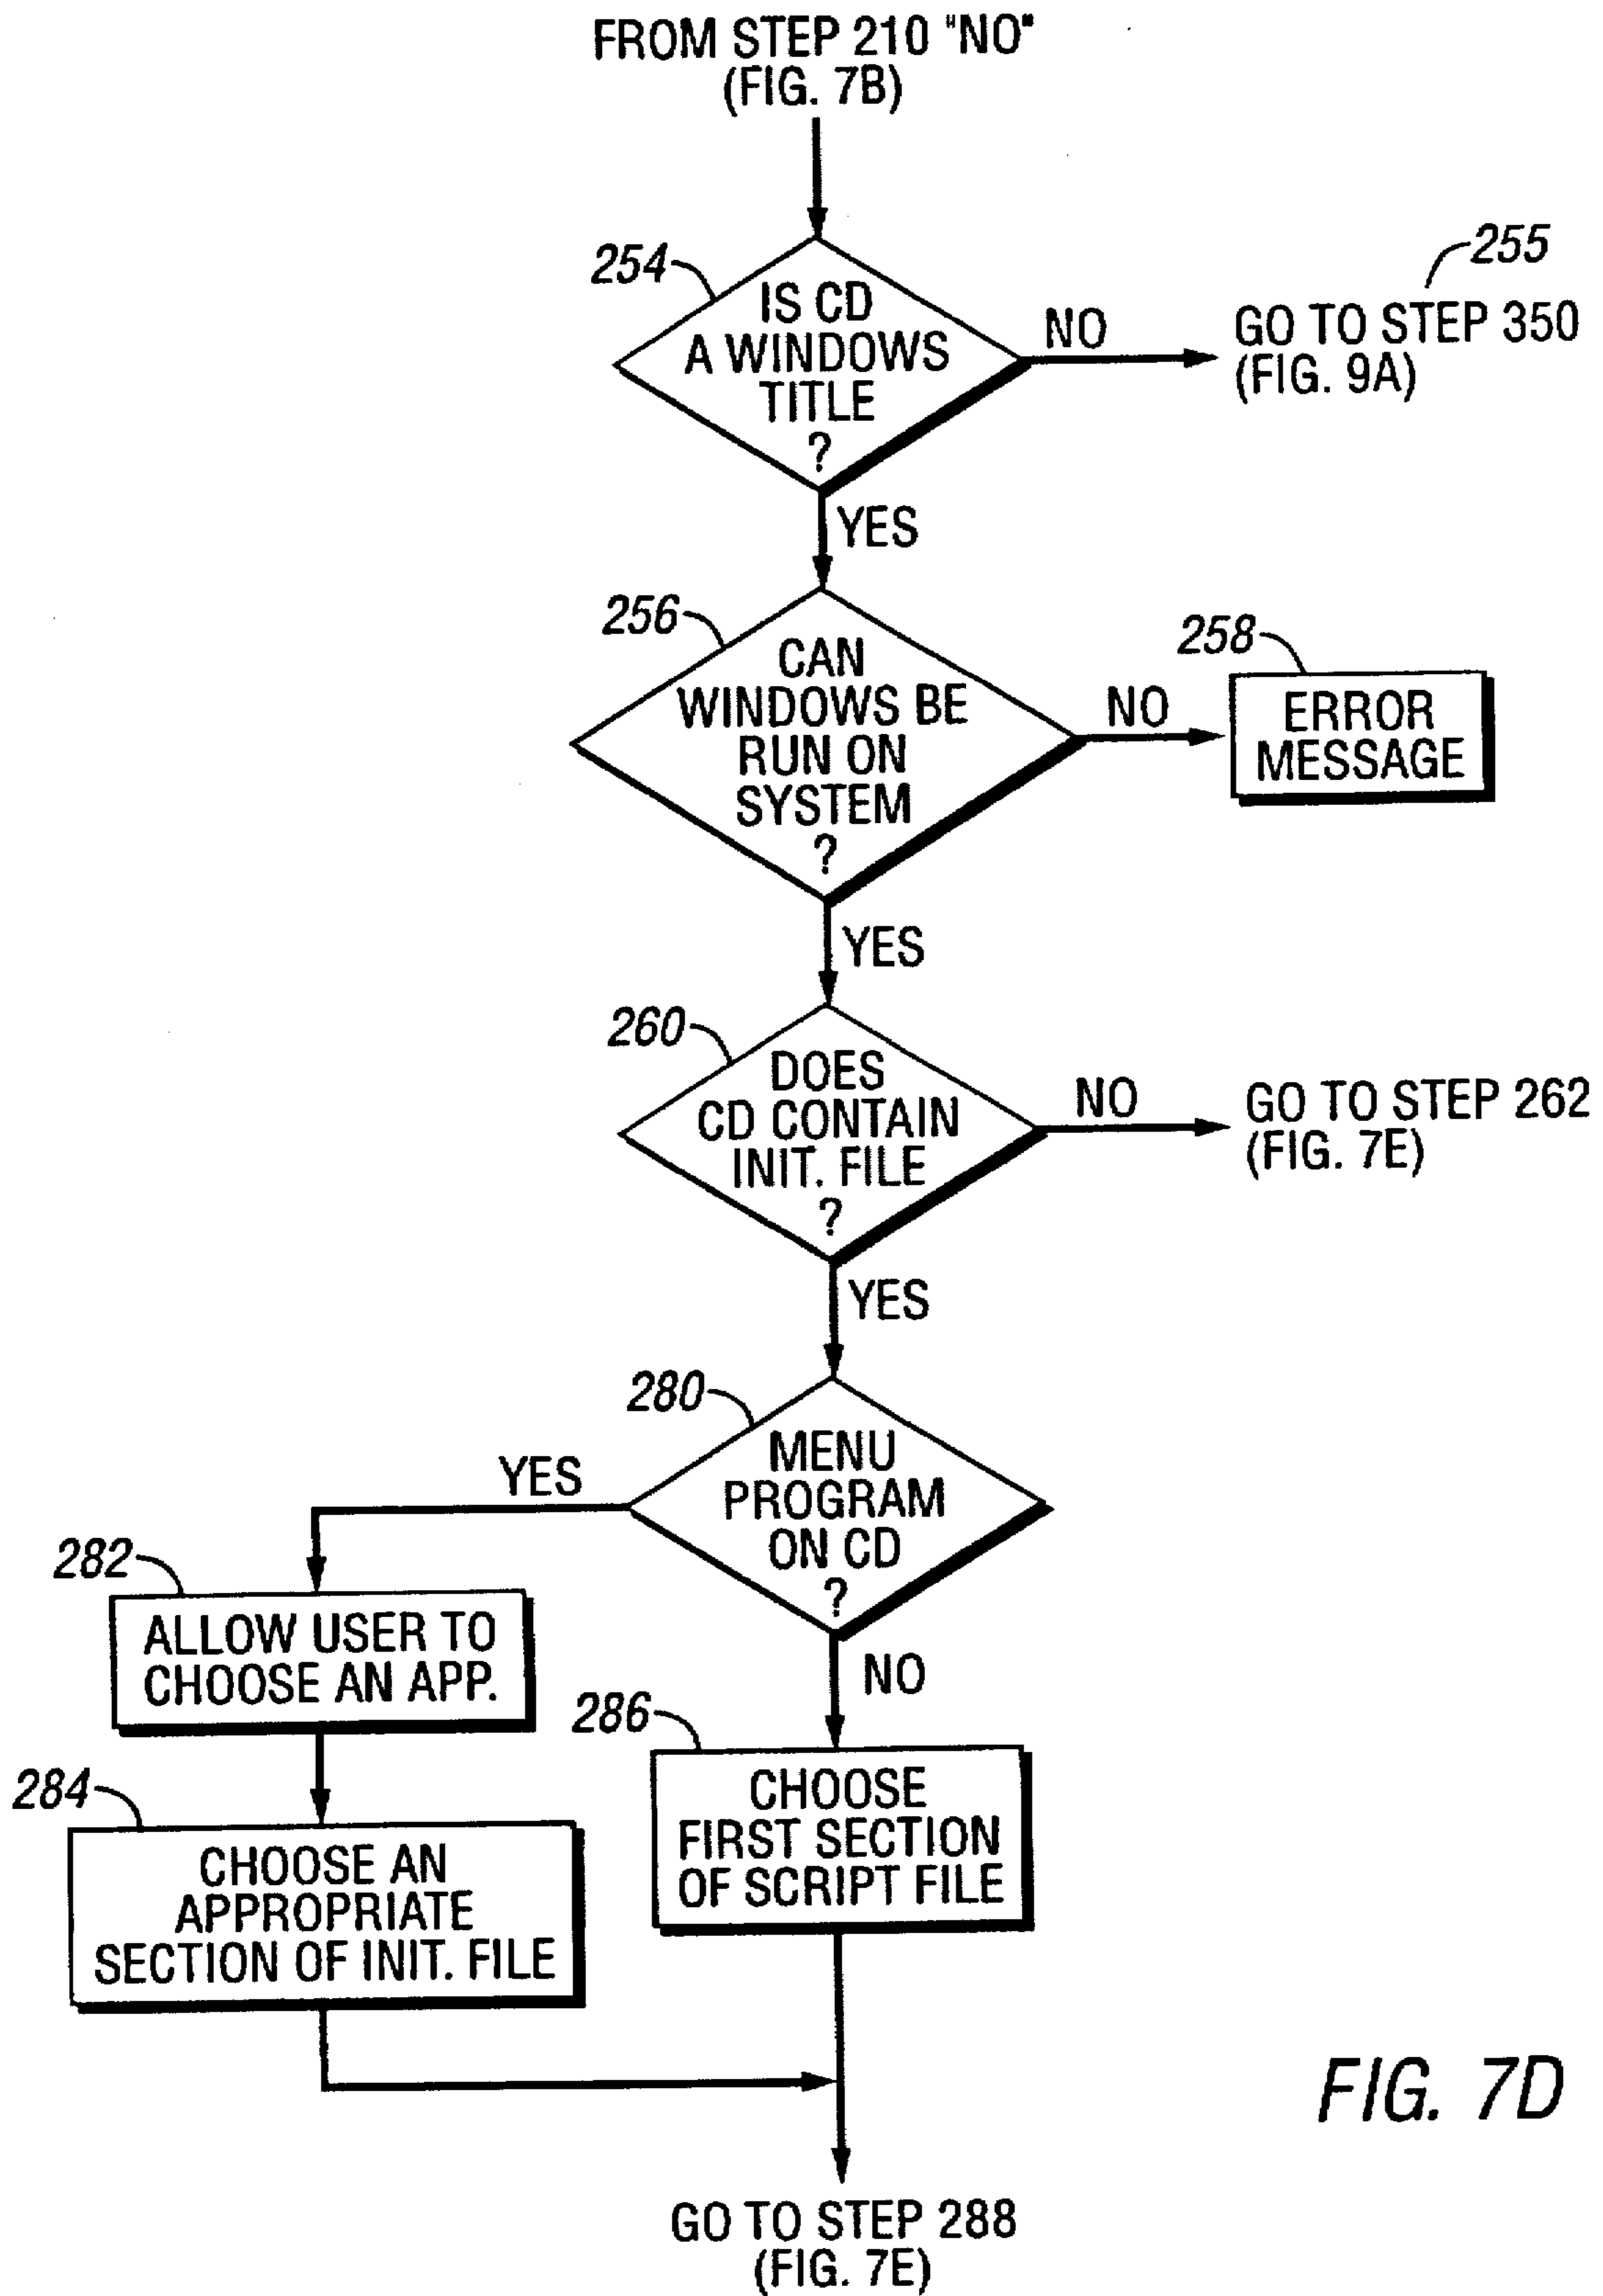 FROM STEP 210 "NO"
(FIG. 7B)
254
IS CD
A WINDOWS
TITLE
?
NO
255
GO TO STEP 350
(FIG. 9A)
YES
256
CAN
WINDOWS BE
RUN ON
SYSTEM
?
NO
258
ERROR
MESSAGE
YES
260
DOES
CD CONTAIN
INIT. FILE
?
NO
GO TO STEP 262
(FIG. 7E)
YES
280
MENU
PROGRAM
ON CD
?
YES
282
ALLOW USER TO
CHOOSE AN APP.
NO
284
CHOOSE AN
APPROPRIATE
SECTION OF INIT. FILE
286
CHOOSE
FIRST SECTION
OF SCRIPT FILE
GO TO STEP 288
(FIG. 7E)
FIG. 7D